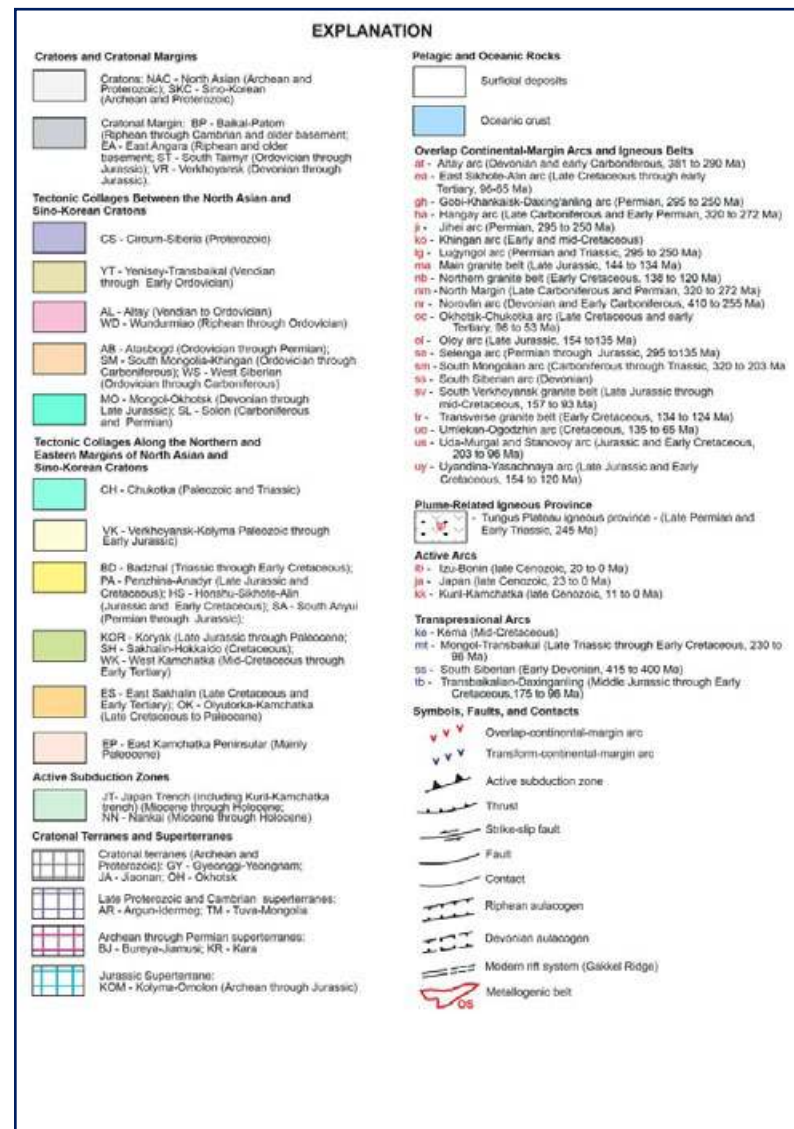 EXPLANATION
Cratons and Cratonal Margins
Cratons: NAC - North Asian (Archean and
Proterozoic); SKC - Sino-Korean
(Archean and Proterozoic)
Cratonal Margin: BP - Baikal-Patom
(Riphean through Cambrian and older basement;
EA - East Angara (Riphean and older
basement; ST - South Taimyr (Ordovician through
Jurassic); VR - Verkhoyansk (Devonian through
Jurassic).
Tectonic Collages Between the North Asian and
Sino-Korean Cratons
CS - Circum-Siberia (Proterozoic)
YT - Yenisey-Transbaikal (Vendian
through Early Ordovician)
AL - Altay (Vendian to Ordovician)
WD - Wundurmiao (Riphean through Ordovician)
AB - Atasbogd (Ordovician through Permian);
SM - South Mongolia-Khingan (Ordovician through
Carboniferous); WS - West Siberian
(Ordovician through Carboniferous)
MO - Mongol-Okhotsk (Devonian through
Late Jurassic); SL - Solon (Carboniferous
and Permian)
Tectonic Collages Along the Northern and
Eastern Margins of North Asian and
Sino-Korean Cratons
CH - Chukotka (Paleozoic and Triassic)
VK - Verkhoyansk-Kolyma Paleozoic through
Early Jurassic)
BD - Badzhal (Triassic through Early Cretaceous);
PA - Penzhina-Anadyr (Late Jurassic and
Cretaceous); HS - Honshu-Sikhote-Alin
(Jurassic and Early Cretaceous); SA - South Anyui
(Permian through Jurassic);
KOR - Koryak (Late Jurassic through Paleocene;
SH - Sakhalin-Hokkaido (Cretaceous);
WK - West Kamchatka (Mid-Cretaceous through
Early Tertiary)
ES - East Sakhalin (Late Cretaceous and
Early Tertiary); OK - Olyutorka-Kamchatka
(Late Cretaceous to Paleocene)
EP - East Kamchatka Peninsular (Mainly
Paleocene)
Active Subduction Zones
JT- Japan Trench (including Kuril-Kamchatka
trench) (Miocene through Holocene;
NN - Nankai (Miocene through Holocene)
Cratonal Terranes and Superterranes
Cratonal terranes (Archean and
Proterozoic): GY - Gyeonggi-Yeongnam;
JA - Jiaonan; OH - Okhotsk
Late Proterozoic and Cambrian superterranes:
AR - Argun-Idermeg; TM - Tuva-Mongolia
Archean through Permian superterranes:
BJ - Bureya-Jiamusi; KR - Kara
Jurassic Superterrane:
KOM - Kolyma-Omolon (Archean through Jurassic)
Pelagic and Oceanic Rocks
Surficial deposits
Oceanic crust
Overlap Continental-Margin Arcs and Igneous Belts
at - Altay arc (Devonian and early Carboniferous, 381 to 290 Ma)
ea - East Sikhote-Alin arc (Late Cretaceous through early
Tertiary, 96-65 Ma)
gh - Gobi-Khankaisk-Daxing'anling arc (Permian, 295 to 250 Ma)
ha - Hangay arc (Late Carboniferous and Early Permian, 320 to 272 Ma)
ji - Jihei arc (Permian, 295 to 250 Ma)
ko - Khingan arc (Early and mid-Cretaceous)
lg - Lugyngol arc (Permian and Triassic, 295 to 250 Ma)
ma Main granite belt (Late Jurassic, 144 to 134 Ma)
nb - Northern granite belt (Early Cretaceous, 138 to 120 Ma)
nm - North Margin (Late Carboniferous and Permian, 320 to 272 Ma)
nr - Norovlin arc (Devonian and Early Carboniferous, 410 to 255 Ma)
oc - Okhotsk-Chukotka arc (Late Cretaceous and early
Tertiary, 96 to 53 Ma)
ol - Oloy arc (Late Jurassic, 154 to135 Ma)
se - Selenga arc (Permian through Jurassic, 295 to135 Ma)
sm - South Mongolian arc (Carboniferous through Triassic, 320 to 203 Ma
ss - South Siberian arc (Devonian)
sv - South Verkhoyansk granite belt (Late Jurassic through
mid-Cretaceous, 157 to 93 Ma)
tr - Transverse granite belt (Early Cretaceous, 134 to 124 Ma)
uo - Umlekan-Ogodzhin arc (Cretaceous, 135 to 65 Ma)
us - Uda-Murgal and Stanovoy arc (Jurassic and Early Cretaceous,
203 to 96 Ma)
uy - Uyandina-Yasachnaya arc (Late Jurassic and Early
Cretaceous, 154 to 120 Ma)
Plume-Related Igneous Province
- Tungus Plateau igneous province - (Late Permian and
Early Triassic, 245 Ma)
Active Arcs
ib - Izu-Bonin (late Cenozoic, 20 to 0 Ma)
ja - Japan (late Cenozoic, 23 to 0 Ma)
kk - Kuril-Kamchatka (late Cenozoic, 11 to 0 Ma)
Transpressional Arcs
ke - Kema (Mid-Cretaceous)
mt - Mongol-Transbaikal (Late Triassic through Early Cretaceous, 230 to
96 Ma)
ss - South Siberian (Early Devonian, 415 to 400 Ma)
tb - Transbaikalian-Daxinganling (Middle Jurassic through Early
Cretaceous,175 to 96 Ma)
Symbols, Faults, and Contacts
Overlap-continental-margin arc
Transform-continental-margin arc
Active subduction zone
Thrust
Strike-slip fault
Fault
Contact
Riphean aulacogen
Devonian aulacogen
Modern rift system (Gakkel Ridge)
Metallogenic belt
OS